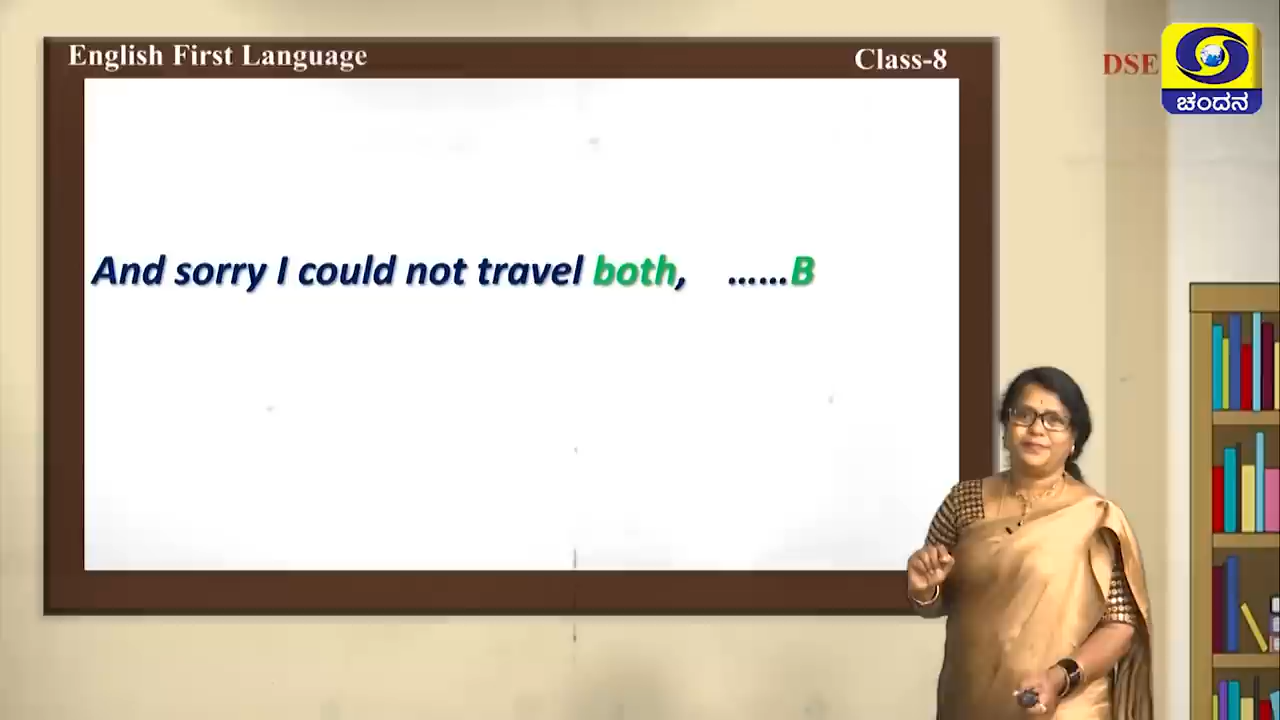 English First Language
Class-8
DSE
ಚಂದನ
And sorry I could not travel both, ......B